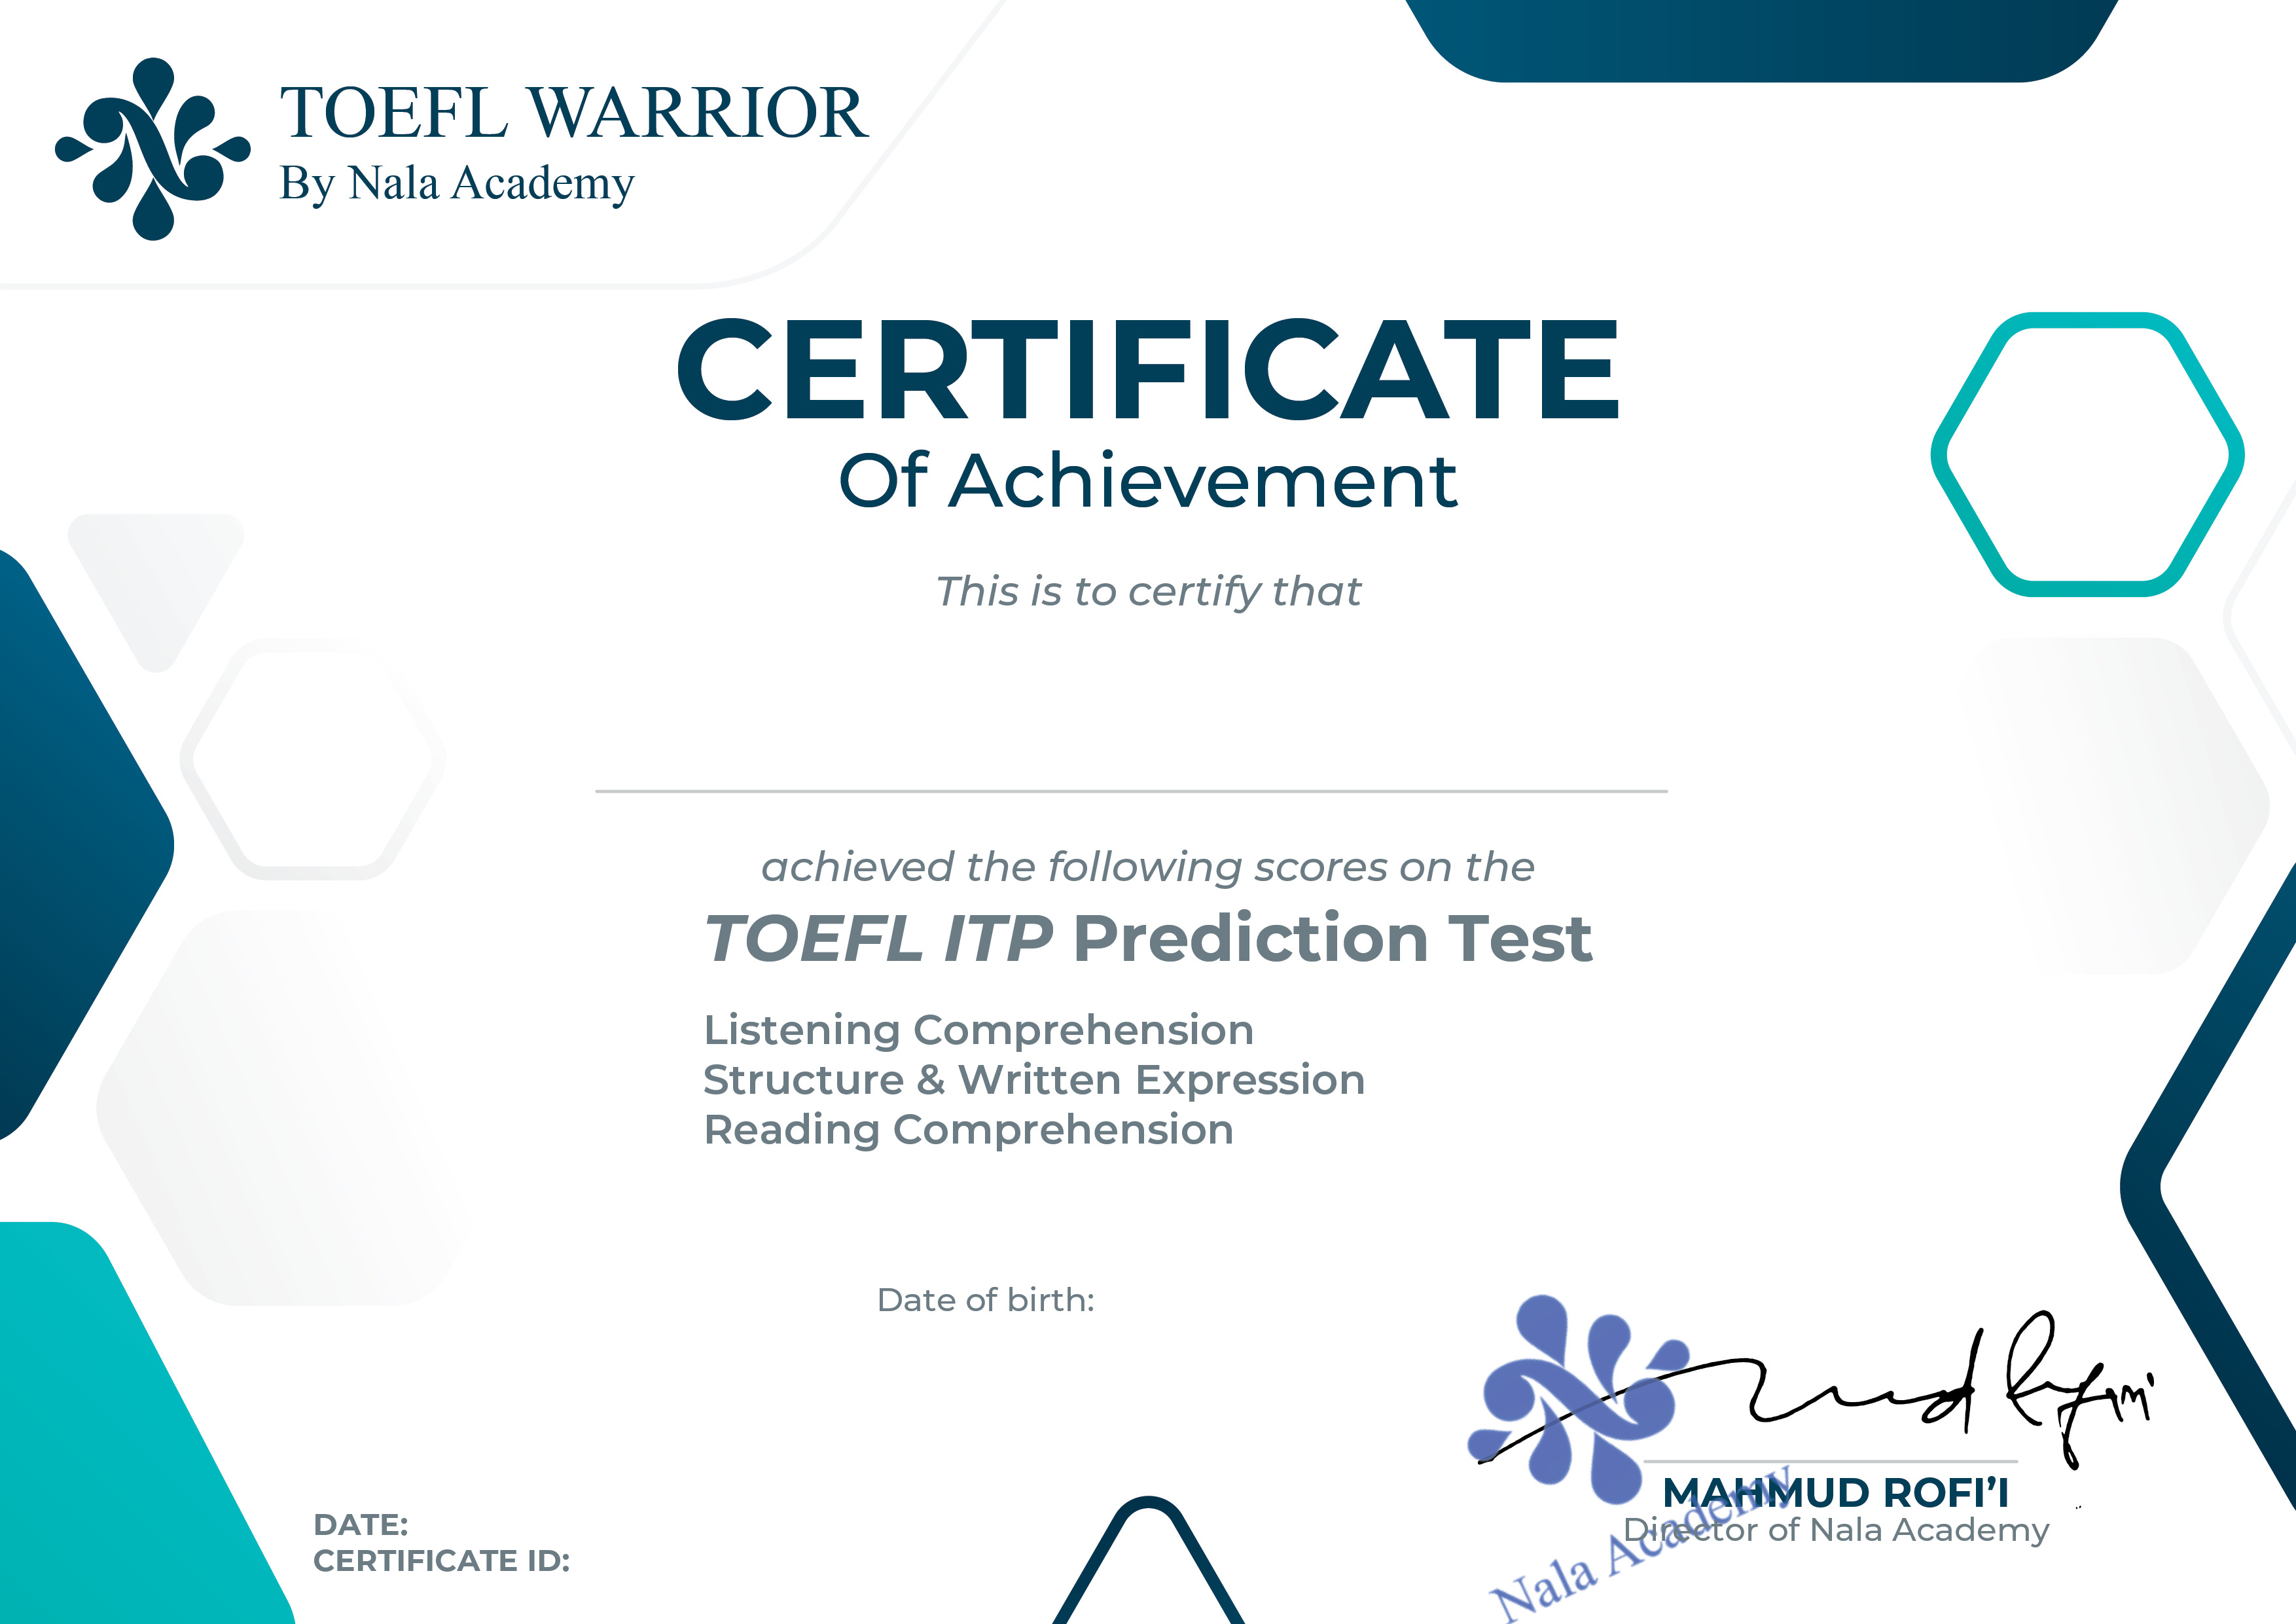 TOEFL WARRIOR
By Nala Academy
CERTIFICATE
Of Achievement
This is to certify that
achieved the following scores on the
TOEFL ITP Prediction Test
Listening Comprehension
Structure & Written Expression
Reading Comprehension
Date of birth:
MAHMUD ROFI’I
Director of Nala Academy
Nala Academy
DATE:
CERTIFICATE ID: